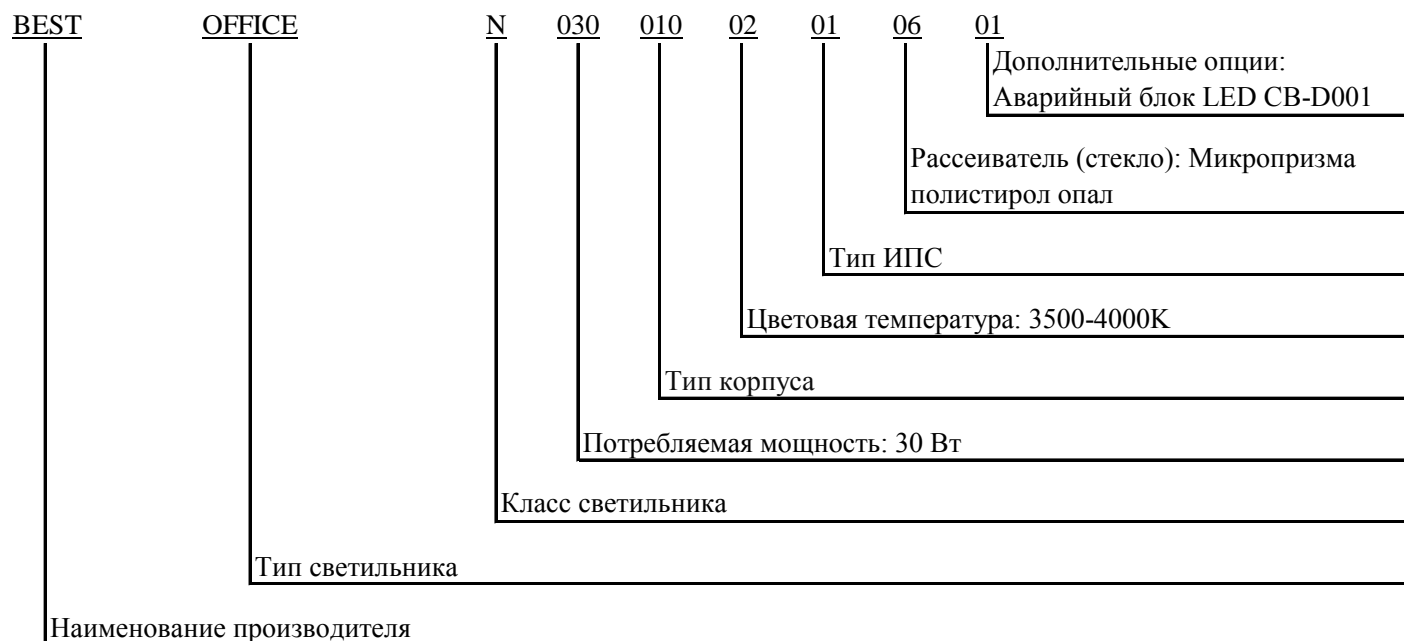 BEST OFFICE N 030 010 02 01 06 01
Дополнительные опции:
Аварийный блок LED CB-D001
Рассеиватель (стекло): Микропризма
полистирол опал
Тип ИПС
Цветовая температура: 3500-4000K
Тип корпуса
Потребляемая мощность: 30 Вт
Класс светильника
Тип светильника
Наименование производителя